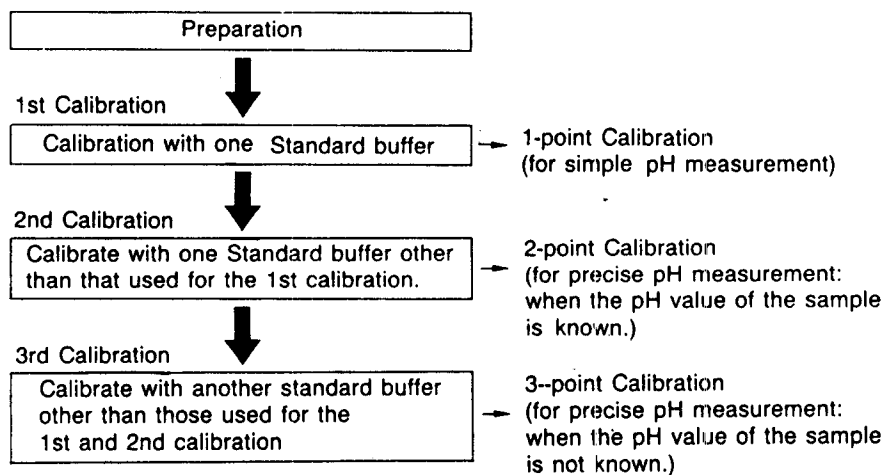 Preparation
1st Calibration
Calibration with one Standard buffer
1-point Calibration
(for simple pH measurement)
2nd Calibration
Calibrate with one Standard buffer other
than that used for the 1st calibration.
2-point Calibration
(for precise pH measurement:
when the pH value of the sample
is known.)
3rd Calibration
Calibrate with another standard buffer
other than those used for the
1st and 2nd calibration
3--point Calibration
(for precise pH measurement:
when the pH value of the sample
is not known.)